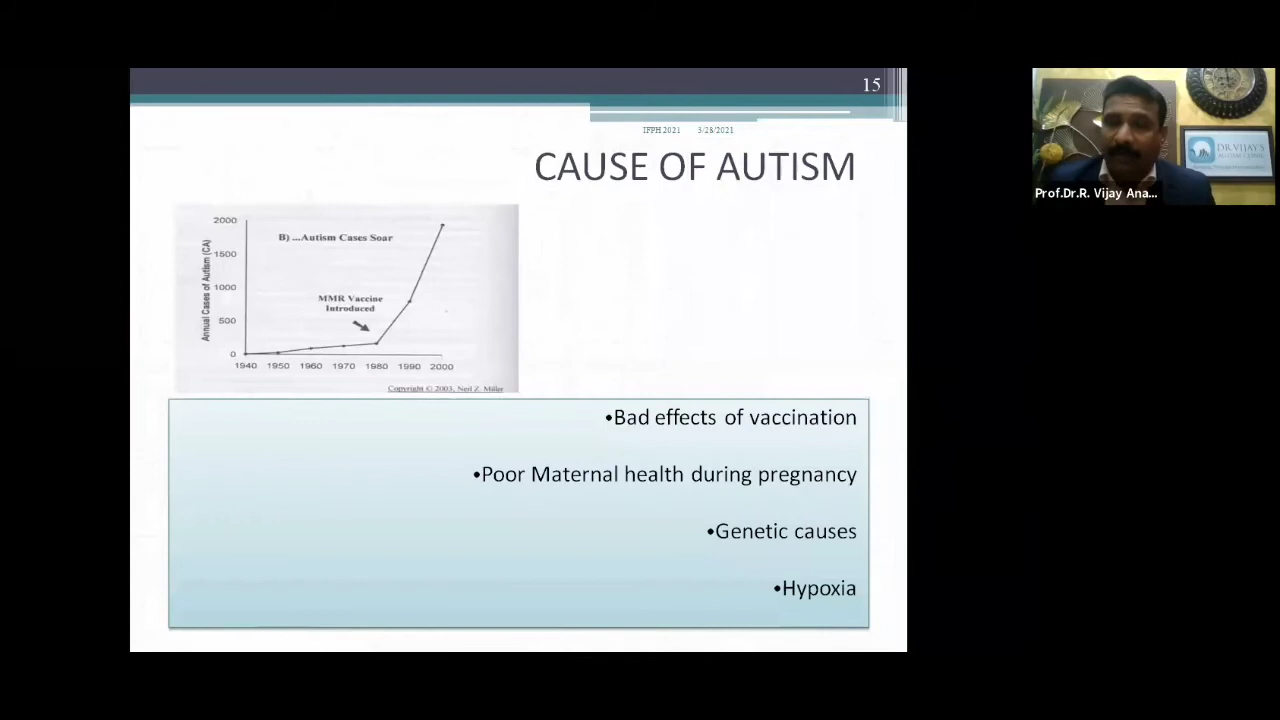 15
IFPH 2021 3/28/2021
CAUSE OF AUTISM
2000
B) ...Autism Cases Soar
1500
Annual Cases of Autism (CA)
1000
MMR Vaccine
Introduced
500
0
1940 1950 1960 1970 1980 1990 2000
Copyright © 2003, Neil Z. Miller
•Bad effects of vaccination
•Poor Maternal health during pregnancy
•Genetic causes
•Hypoxia
DR.VIJAY'S
Prof.Dr.R. Vijay Ana...